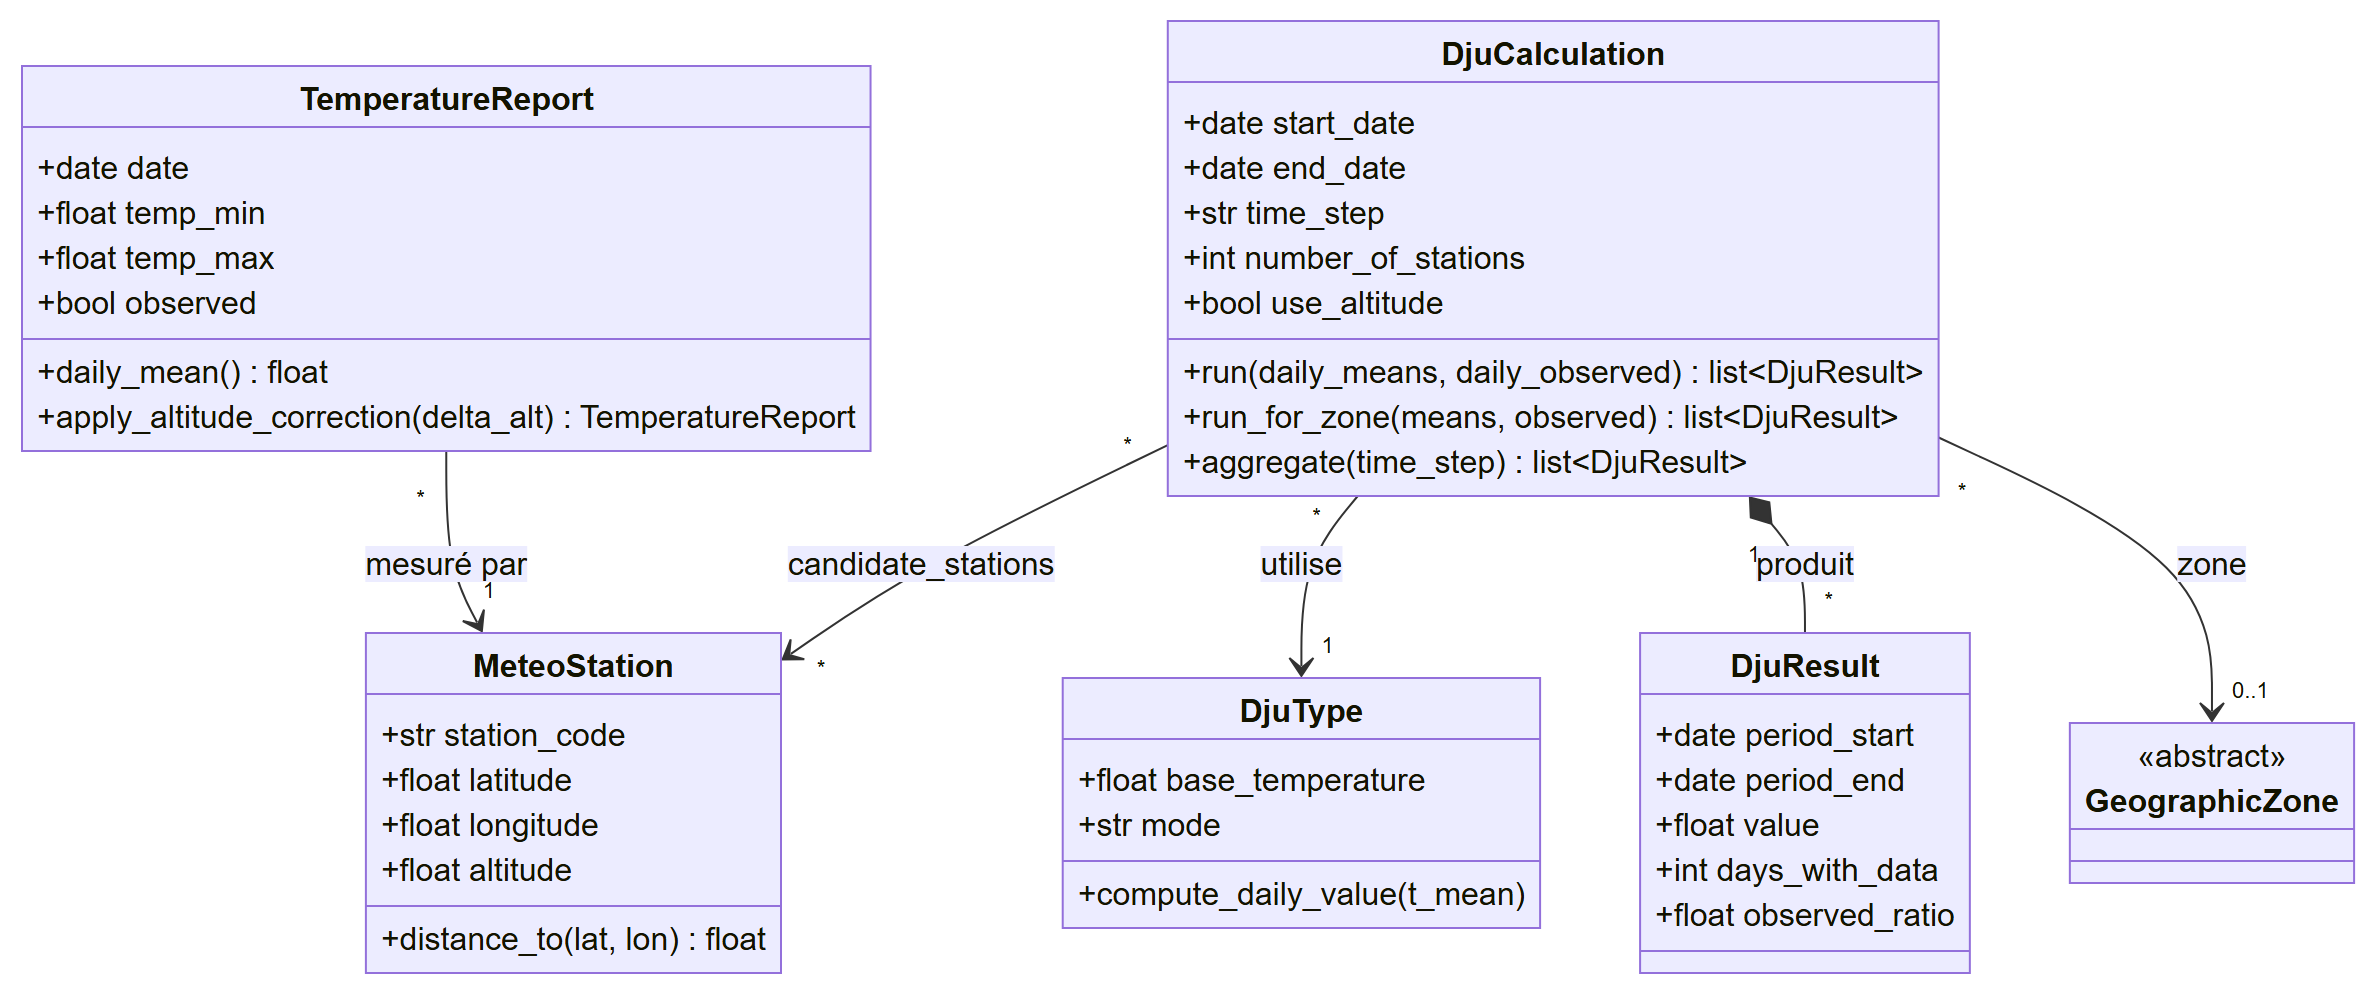 TemperatureReport
+date date
+float temp_min
+float temp_max
+bool observed
+daily_mean() : float
+apply_altitude_correction(delta_alt) : TemperatureReport
DjuCalculation
+date start_date
+date end_date
+str time_step
+int number_of_stations
+bool use_altitude
+run(daily_means, daily_observed) : list<DjuResult>
+run_for_zone(means, observed) : list<DjuResult>
+aggregate(time_step) : list<DjuResult>
*
mesuré par
1
*
candidate_stations
*
*
utilise
1
1
produit
*
*
zone
0..1
MeteoStation
+str station_code
+float latitude
+float longitude
+float altitude
+distance_to(lat, lon) : float
DjuType
+float base_temperature
+str mode
+compute_daily_value(t_mean)
DjuResult
+date period_start
+date period_end
+float value
+int days_with_data
+float observed_ratio
«abstract»
GeographicZone